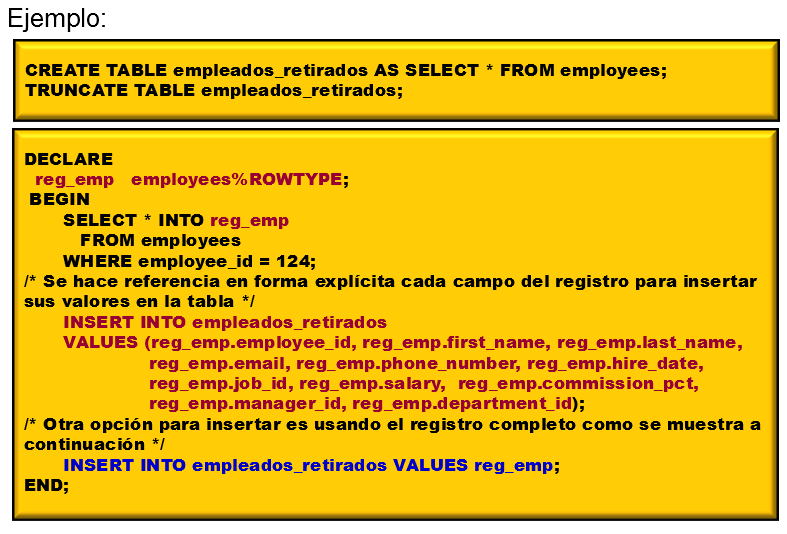 Ejemplo:
CREATE TABLE empleados_retirados AS SELECT * FROM employees;
TRUNCATE TABLE empleados_retirados;
DECLARE
reg_emp employees%ROWTYPE;
BEGIN
SELECT * INTO reg_emp
FROM employees
WHERE employee_id = 124;
/* Se hace referencia en forma explícita cada campo del registro para insertar
sus valores en la tabla */
INSERT INTO empleados_retirados
VALUES (reg_emp.employee_id, reg_emp.first_name, reg_emp.last_name,
reg_emp.email, reg_emp.phone_number, reg_emp.hire_date,
reg_emp.job_id, reg_emp.salary, reg_emp.commission_pct,
reg_emp.manager_id, reg_emp.department_id);
/* Otra opción para insertar es usando el registro completo como se muestra a
continuación */
INSERT INTO empleados_retirados VALUES reg_emp;
END;